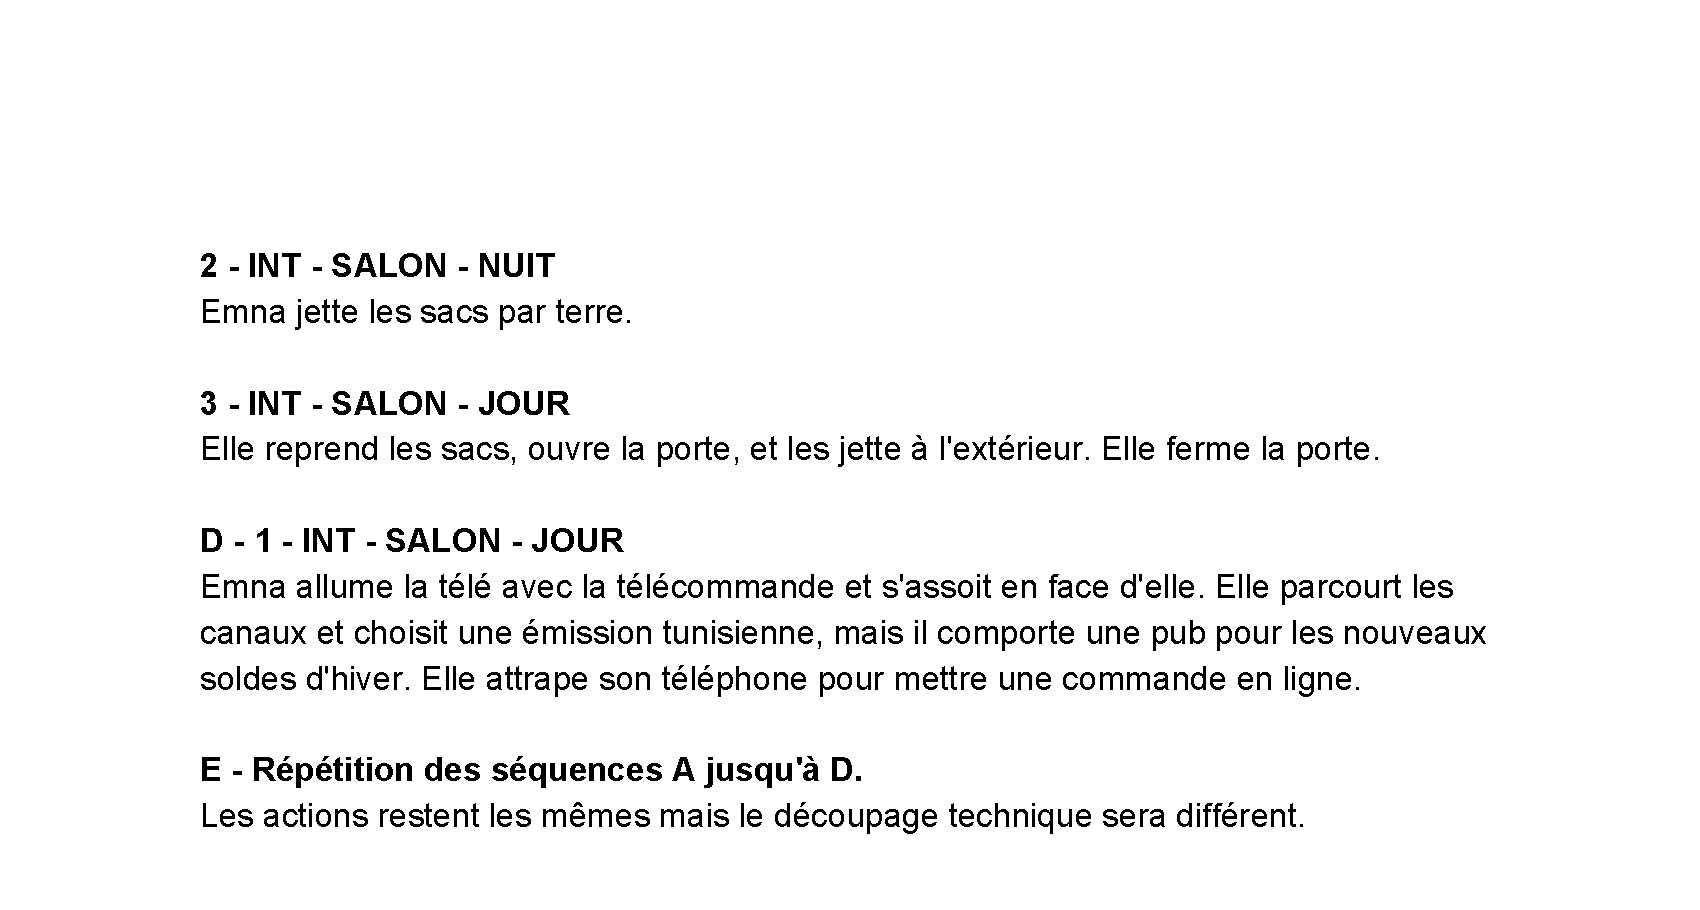 2 - INT - SALON - NUIT
Emna jette les sacs par terre.
3 - INT - SALON - JOUR
Elle reprend les sacs, ouvre la porte, et les jette à l'extérieur. Elle ferme la porte.
D - 1 - INT - SALON - JOUR
Emna allume la télé avec la télécommande et s'assoit en face d'elle. Elle parcourt les
canaux et choisit une émission tunisienne, mais il comporte une pub pour les nouveaux
soldes d'hiver. Elle attrape son téléphone pour mettre une commande en ligne.
E - Répétition des séquences A jusqu'à D.
Les actions restent les mêmes mais le découpage technique sera différent.